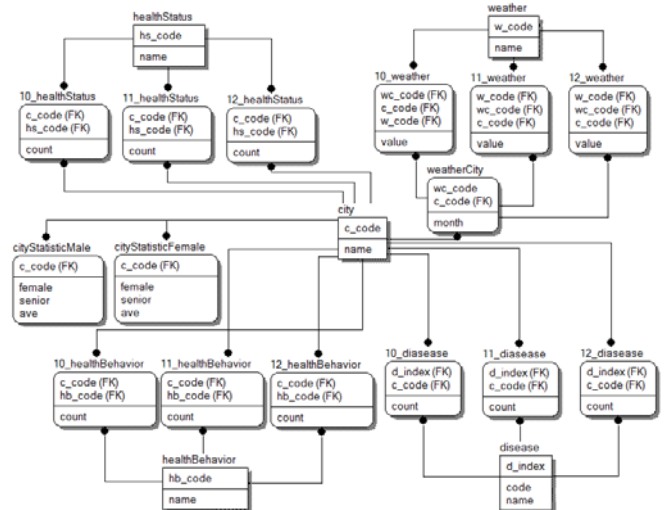 healthStatus
hs_code
name
weather
w_code
name
10_healthStatus
c_code (FK)
hs_code (FK)
count
11_healthStatus
c_code (FK)
hs_code (FK)
count
12_healthStatus
c_code (FK)
hs_code (FK)
count
10_weather
wc_code (FK)
c_code (FK)
w_code (FK)
value
11_weather
w_code (FK)
wc_code (FK)
c_code (FK)
value
12_weather
w_code (FK)
wc_code (FK)
c_code (FK)
value
weatherCity
wc_code
c_code (FK)
month
city
c_code
name
cityStatisticMale
c_code (FK)
female
senior
ave
cityStatisticFemale
c_code (FK)
female
senior
ave
10_healthBehavior
c_code (FK)
hb_code (FK)
count
11_healthBehavior
c_code (FK)
hb_code (FK)
count
12_healthBehavior
c_code (FK)
hb_code (FK)
count
10_diasease
d_index (FK)
c_code (FK)
count
11_diasease
d_index (FK)
c_code (FK)
count
12_diasease
d_index (FK)
c_code (FK)
count
healthBehavior
hb_code
name
disease
d_index
code
name